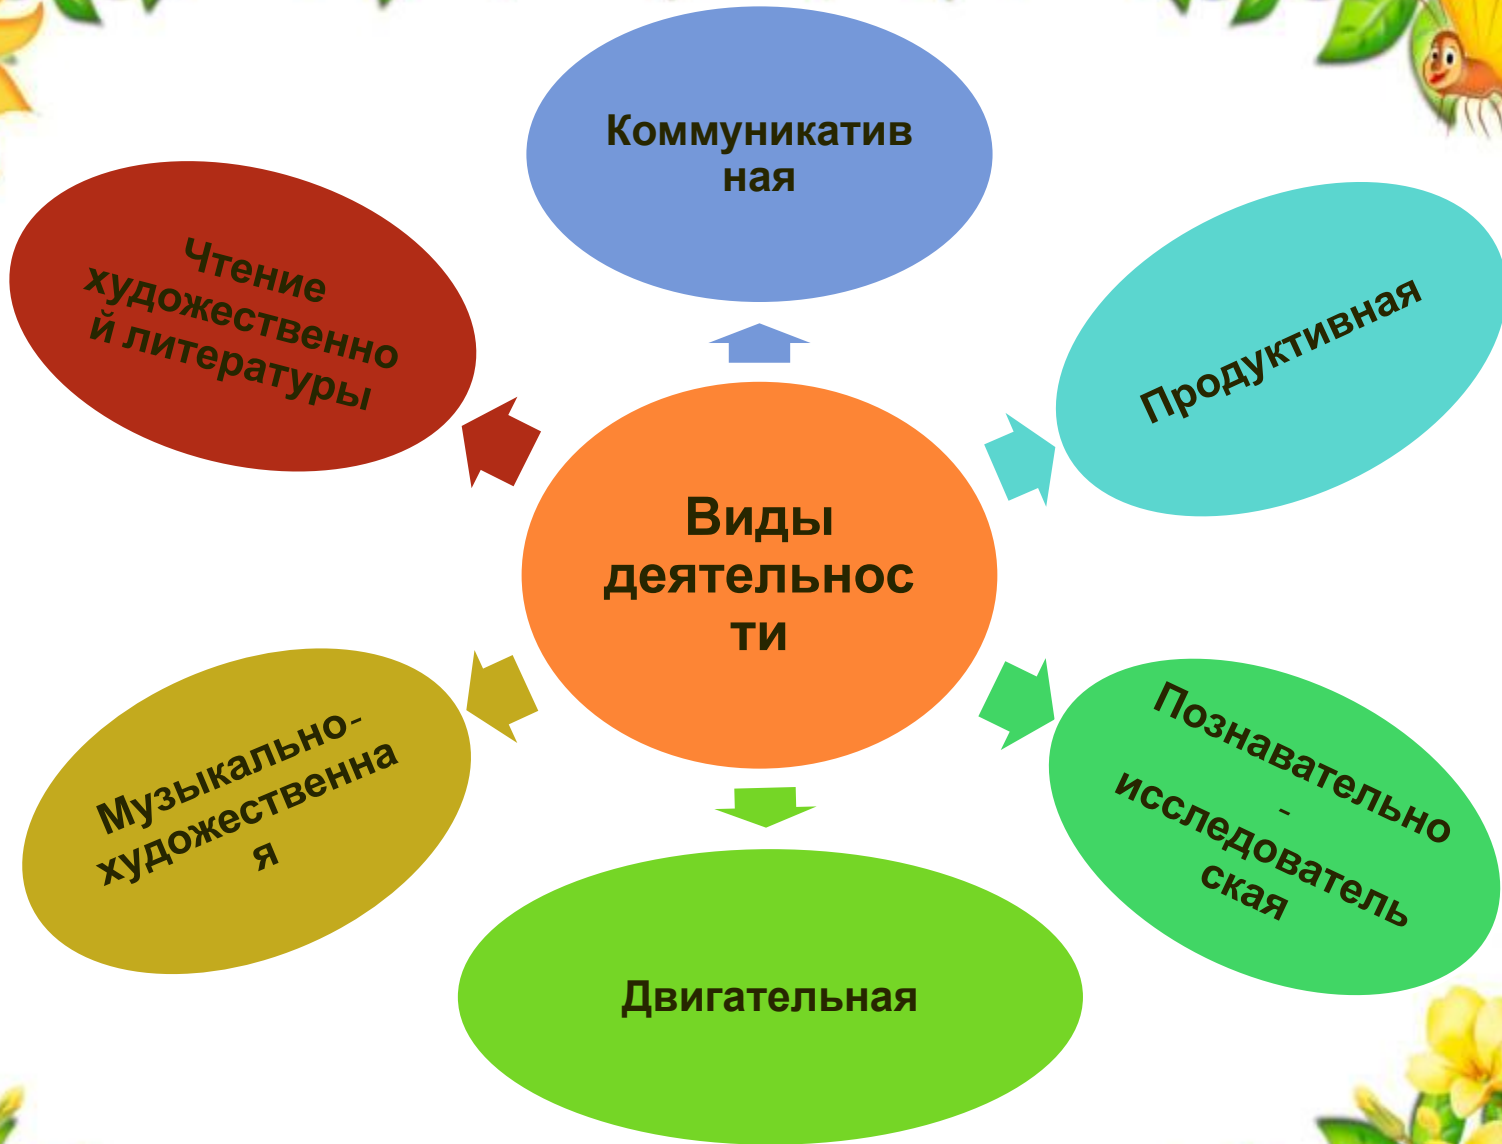 Коммуникатив
ная
Чтение
художественно
й литературы
Продуктивная
Виды
деятельнос
ти
Музыкально-
художественна
я
Познавательно
-
исследователь
ская
Двигательная